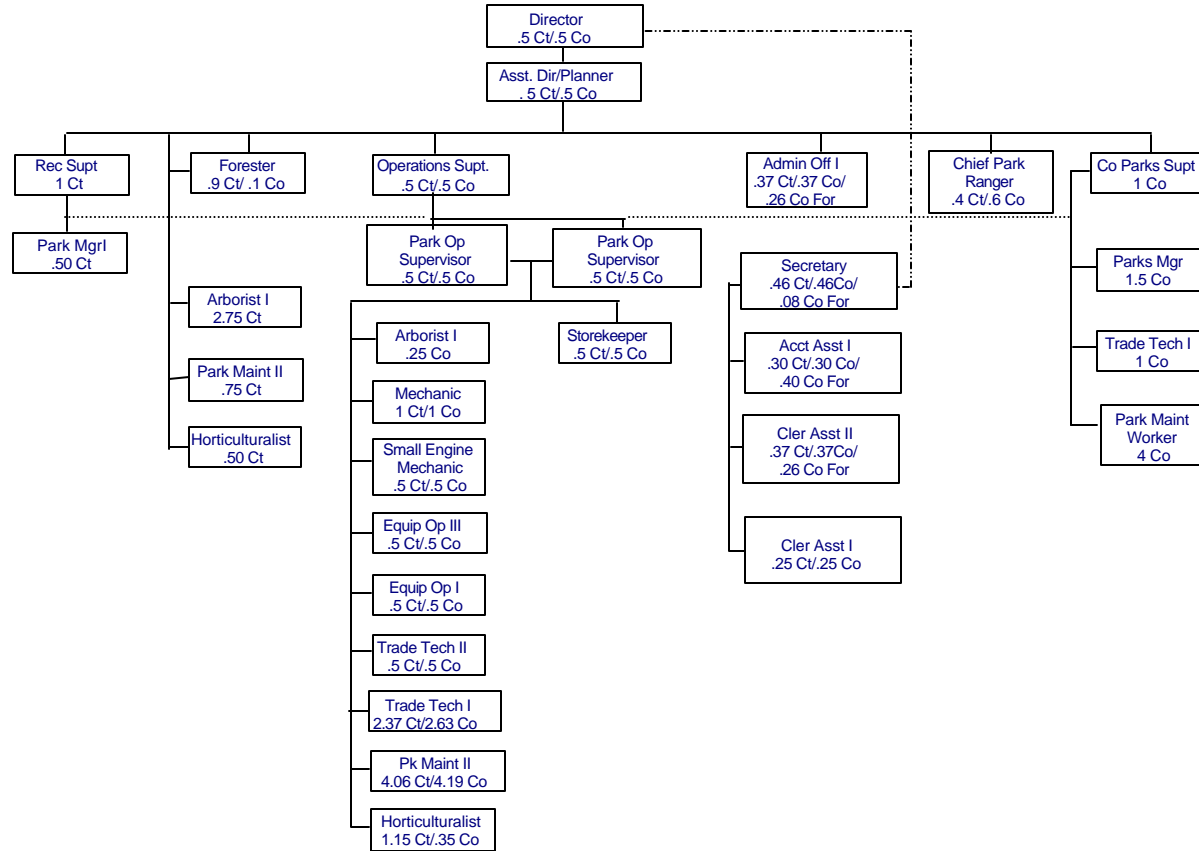 Director
.5 Ct/.5 Co
Asst. Dir/Planner
. 5 Ct/.5 Co
Rec Supt
1 Ct
Forester
.9 Ct/ .1 Co
Operations Supt.
.5 Ct/.5 Co
Admin Off I
.37 Ct/.37 Co/
.26 Co For
Chief Park
Ranger
.4 Ct/.6 Co
Co Parks Supt
1 Co
Park MgrI
.50 Ct
Arborist I
2.75 Ct
Park Maint II
.75 Ct
Horticulturalist
.50 Ct
Park Op
Supervisor
.5 Ct/.5 Co
Park Op
Supervisor
.5 Ct/.5 Co
Storekeeper
.5 Ct/.5 Co
Arborist I
.25 Co
Mechanic
1 Ct/1 Co
Small Engine
Mechanic
.5 Ct/.5 Co
Equip Op III
.5 Ct/.5 Co
Equip Op I
.5 Ct/.5 Co
Trade Tech II
.5 Ct/.5 Co
Trade Tech I
2.37 Ct/2.63 Co
Pk Maint II
4.06 Ct/4.19 Co
Horticulturalist
1.15 Ct/.35 Co
Secretary
.46 Ct/.46Co/
.08 Co For
Acct Asst I
.30 Ct/.30 Co/
.40 Co For
Cler Asst II
.37 Ct/.37Co/
.26 Co For
Cler Asst I
.25 Ct/.25 Co
Parks Mgr
1.5 Co
Trade Tech I
1 Co
Park Maint
Worker
4 Co